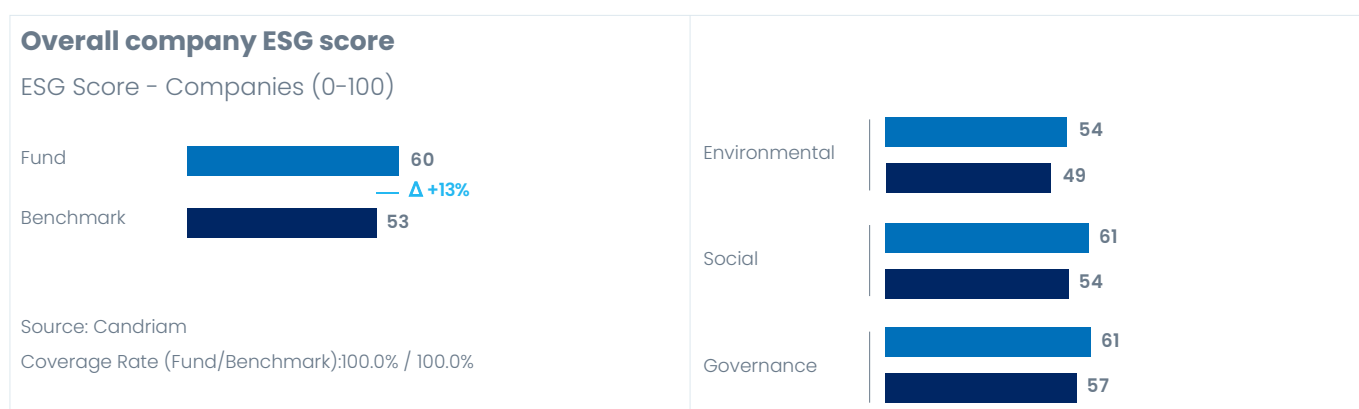 Overall company ESG score
ESG Score - Companies (0-100)
Fund
60
Δ +13%
Benchmark
53
Source: Candriam
Coverage Rate (Fund/Benchmark):100.0% / 100.0%
Environmental
54
49
Social
61
54
Governance
61
57